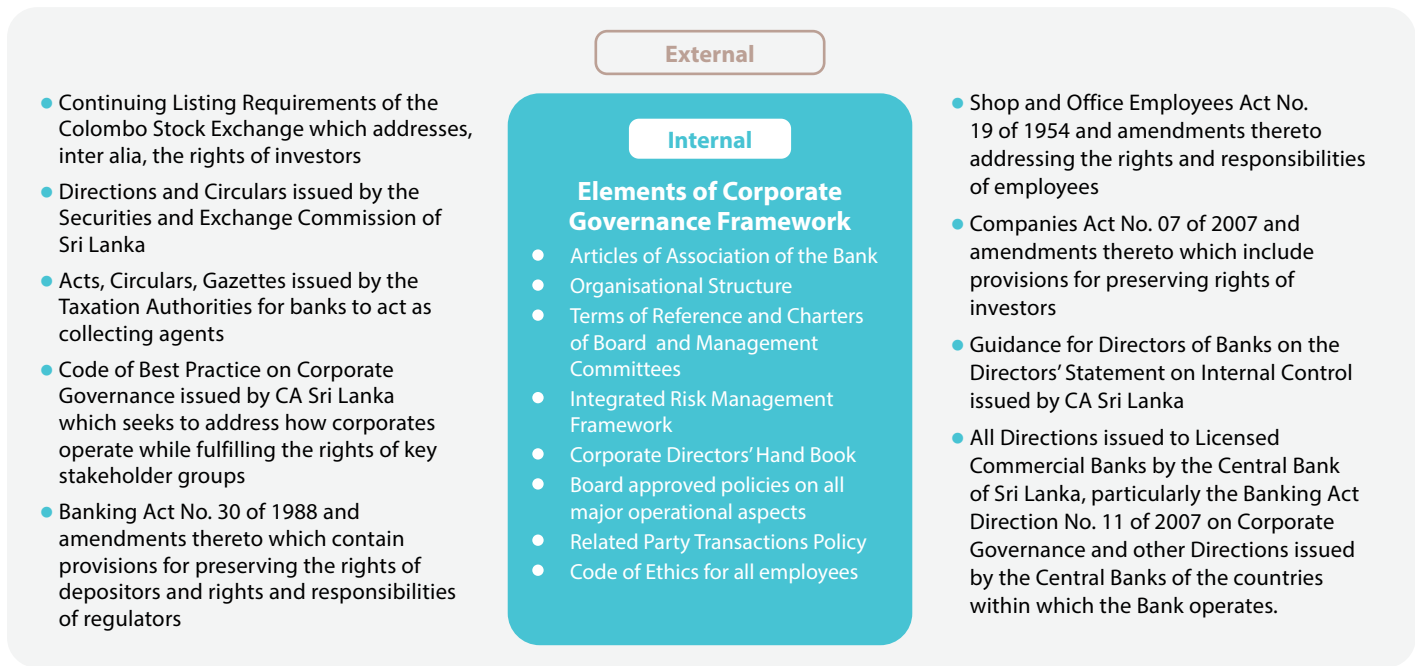 External
● Continuing Listing Requirements of the
Colombo Stock Exchange which addresses,
inter alia, the rights of investors
● Directions and Circulars issued by the
Securities and Exchange Commission of
Sri Lanka
● Acts, Circulars, Gazettes issued by the
Taxation Authorities for banks to act as
collecting agents
● Code of Best Practice on Corporate
Governance issued by CA Sri Lanka
which seeks to address how corporates
operate while fulfilling the rights of key
stakeholder groups
● Banking Act No. 30 of 1988 and
amendments thereto which contain
provisions for preserving the rights of
depositors and rights and responsibilities
of regulators
Internal
Elements of Corporate
Governance Framework
● Articles of Association of the Bank
● Organisational Structure
● Terms of Reference and Charters
of Board and Management
Committees
● Integrated Risk Management
Framework
● Corporate Directors’ Hand Book
● Board approved policies on all
major operational aspects
● Related Party Transactions Policy
● Code of Ethics for all employees
● Shop and Office Employees Act No.
19 of 1954 and amendments thereto
addressing the rights and responsibilities
of employees
● Companies Act No. 07 of 2007 and
amendments thereto which include
provisions for preserving rights of
investors
● Guidance for Directors of Banks on the
Directors’ Statement on Internal Control
issued by CA Sri Lanka
● All Directions issued to Licensed
Commercial Banks by the Central Bank
of Sri Lanka, particularly the Banking Act
Direction No. 11 of 2007 on Corporate
Governance and other Directions issued
by the Central Banks of the countries
within which the Bank operates.